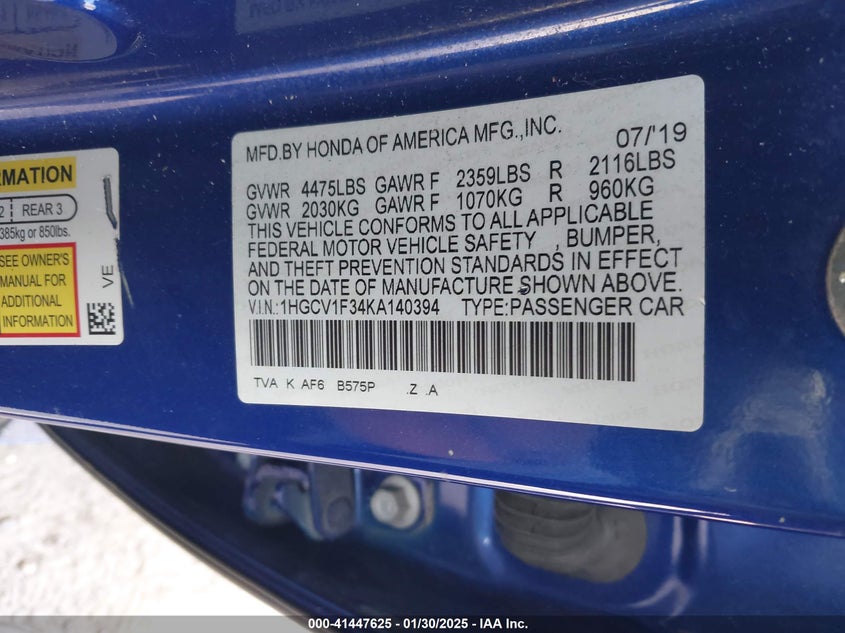 MFD.BY HONDA OF AMERICA MFG.,INC. 07/'19
GVWR 4475LBS GAWR F 2359LBS R 2116LBS
GVWR 2030KG GAWR F 1070KG R 960KG
THIS VEHICLE CONFORMS TO ALL APPLICABLE
FEDERAL MOTOR VEHICLE SAFETY , BUMPER,
AND THEFT PREVENTION STANDARDS IN EFFECT
ON THE DATE OF MANUFACTURE SHOWN ABOVE.
V.I.N.:1HGCV1F34KA140394 TYPE:PASSENGER CAR
TVA K AF6 B575P .Z .A
RMATION
2 REAR 3
385kg or 850lbs.
SEE OWNER'S
MANUAL FOR
ADDITIONAL
INFORMATION
VE
000-41447625 - 01/30/2025 - IAA Inc.